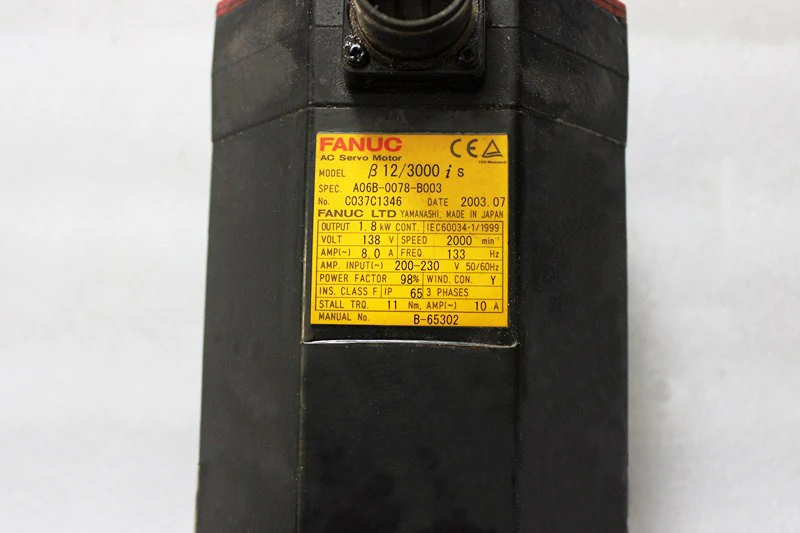 FANUC CE
AC Servo Motor
MODEL β 12/3000 i s
SPEC. A06B-0078-B003
No. C037C1346 DATE 2003.07
FANUC LTD YAMANASHI, MADE IN JAPAN
OUTPUT 1.8 kW CONT. IEC60034-1/1999
VOLT 138 V SPEED 2000 min⁻¹
AMP(~) 8.0 A FREQ. 133 Hz
AMP. INPUT(~) 200-230 V 50/60Hz
POWER FACTOR 98% WIND. CON. Y
INS. CLASS F IP 65 3 PHASES
STALL TRQ. 11 Nm, AMP(~) 10 A
MANUAL No. B-65302